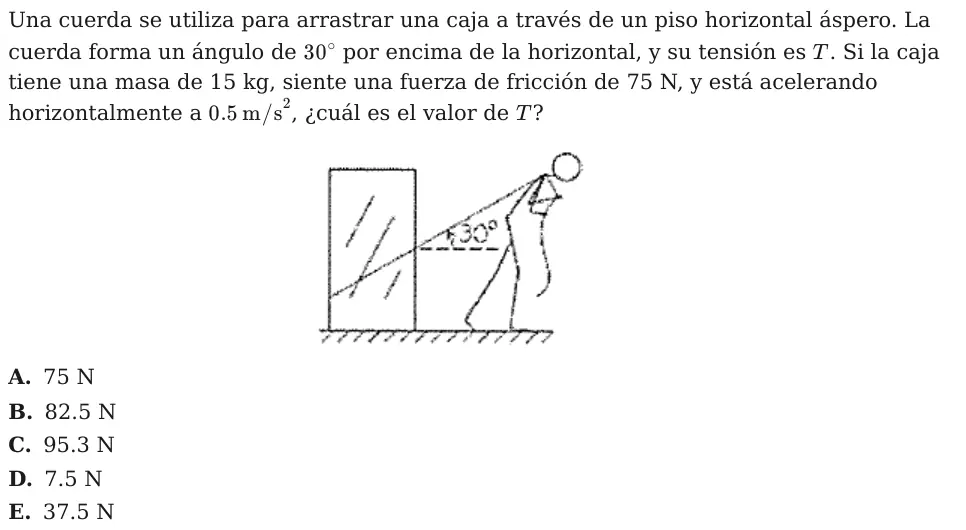 Una cuerda se utiliza para arrastrar una caja a través de un piso horizontal áspero. La
cuerda forma un ángulo de 30° por encima de la horizontal, y su tensión es T. Si la caja
tiene una masa de 15 kg, siente una fuerza de fricción de 75 N, y está acelerando
horizontalmente a 0.5 m/s², ¿cuál es el valor de T?
30°
A. 75 N
B. 82.5 N
C. 95.3 N
D. 7.5 N
E. 37.5 N